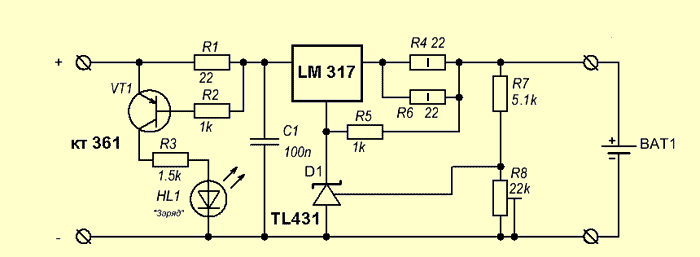 +
R1
22
VT1
R2
1k
кт 361
R3
1.5k
HL1
"Заряд"
C1
100n
LM 317
R4 22
R6 22
R5
1k
D1
TL431
R7
5.1k
R8
22k
+
BAT1
-